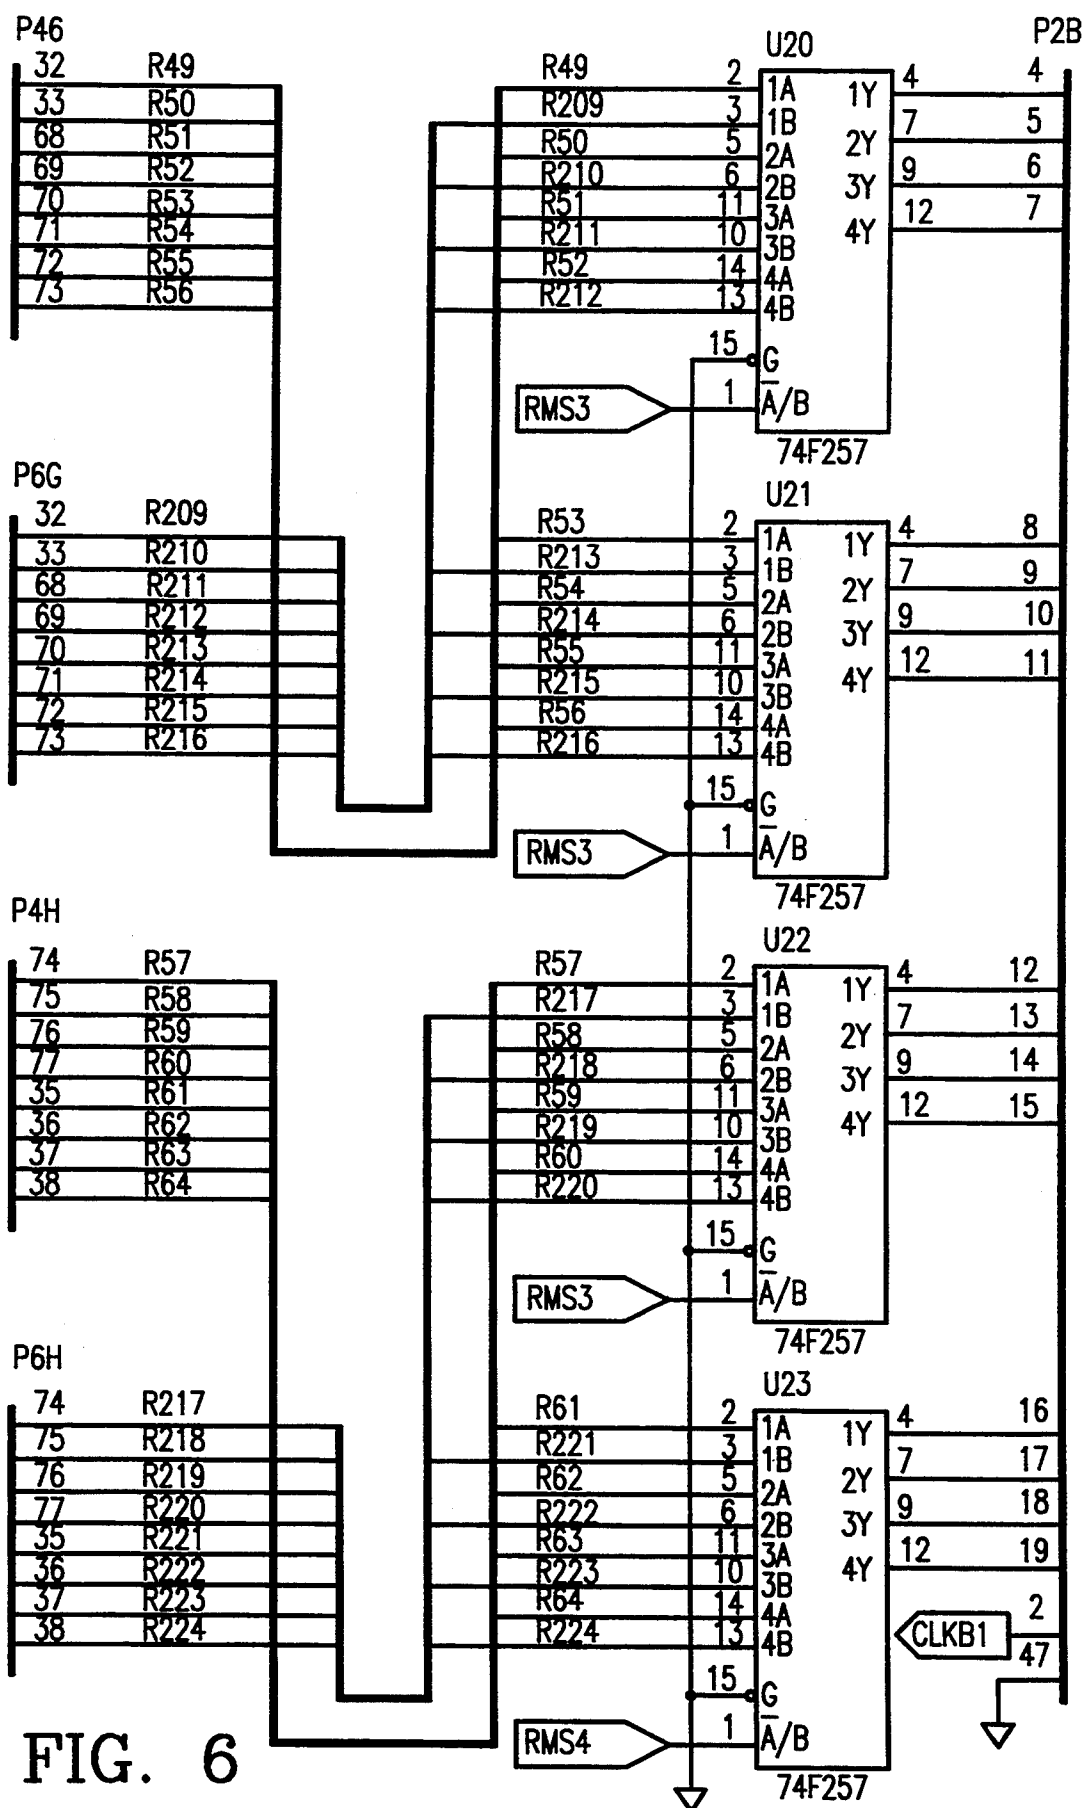 P46
32 R49
33 R50
68 R51
69 R52
70 R53
71 R54
72 R55
73 R56
P6G
32 R209
33 R210
68 R211
69 R212
70 R213
71 R214
72 R215
73 R216
P4H
74 R57
75 R58
76 R59
77 R60
35 R61
36 R62
37 R63
38 R64
P6H
74 R217
75 R218
76 R219
77 R220
35 R221
36 R222
37 R223
38 R224
U20
R49 2 1A 1Y 4 4
R209 3 1B
R50 5 2A 2Y 7 5
R210 6 2B 3Y 9 6
R51 11 3A 4Y 12 7
R211 10 3B
R52 14 4A
R212 13 4B
15 G
RMS3 1 A/B
74F257
U21
R53 2 1A 1Y 4 8
R213 3 1B
R54 5 2A 2Y 7 9
R214 6 2B 3Y 9 10
R55 11 3A 4Y 12 11
R215 10 3B
R56 14 4A
R216 13 4B
15 G
RMS3 1 A/B
74F257
U22
R57 2 1A 1Y 4 12
R217 3 1B
R58 5 2A 2Y 7 13
R218 6 2B 3Y 9 14
R59 11 3A 4Y 12 15
R219 10 3B
R60 14 4A
R220 13 4B
15 G
RMS3 1 A/B
74F257
U23
R61 2 1A 1Y 4 16
R221 3 1B
R62 5 2A 2Y 7 17
R222 6 2B 3Y 9 18
R63 11 3A 4Y 12 19
R223 10 3B
R64 14 4A
R224 13 4B
15 G
RMS4 1 A/B
74F257
P2B
CLKB1 2
47
FIG. 6